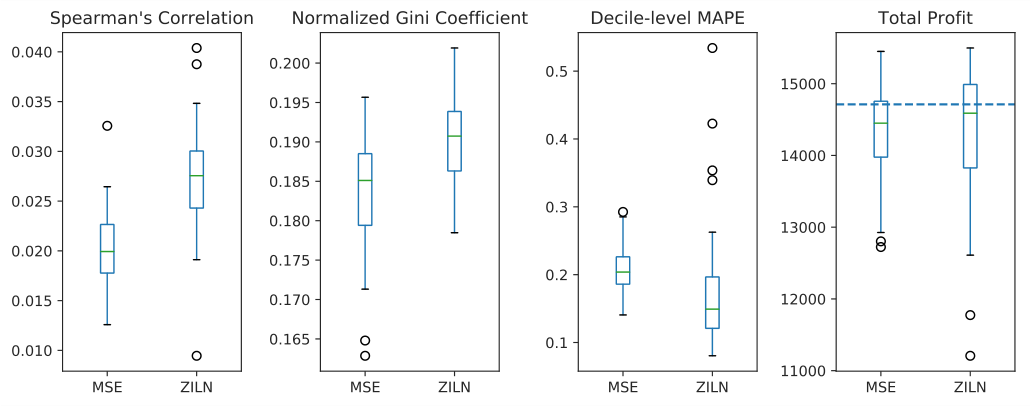 Spearman's Correlation
0.040
0.035
0.030
0.025
0.020
0.015
0.010
MSE
ZILN
Normalized Gini Coefficient
0.200
0.195
0.190
0.185
0.180
0.175
0.170
0.165
MSE
ZILN
Decile-level MAPE
0.5
0.4
0.3
0.2
0.1
MSE
ZILN
Total Profit
15000
14000
13000
12000
11000
MSE
ZILN